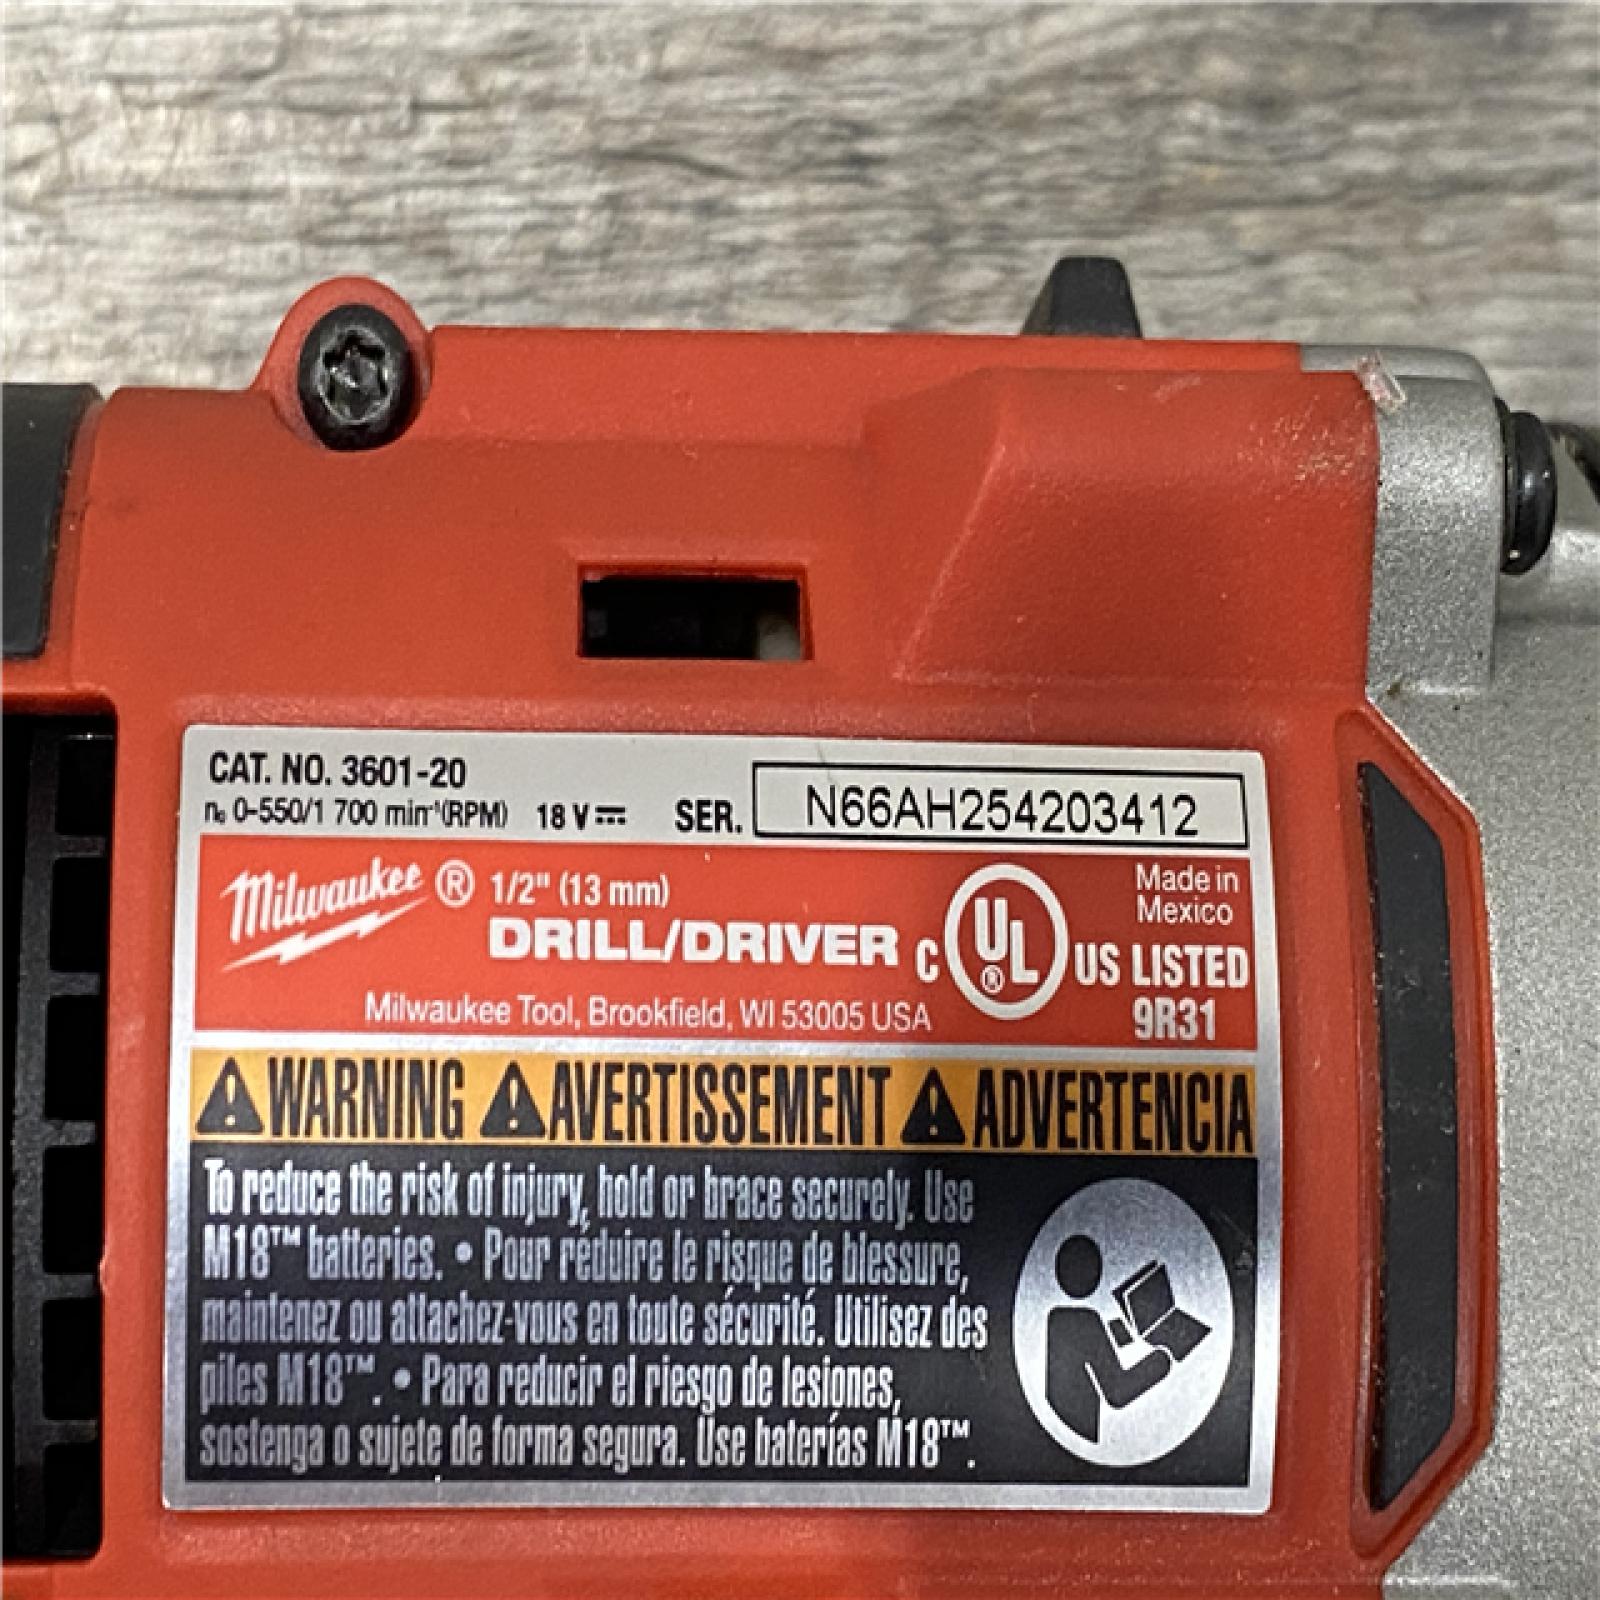 CAT. NO. 3601-20
n₀ 0-550/1 700 min⁻¹(RPM) 18 V⎓ SER. N66AH254203412
Milwaukee® 1/2" (13 mm)
DRILL/DRIVER
Milwaukee Tool, Brookfield, WI 53005 USA
C UL® US LISTED
9R31
Made in
Mexico
⚠WARNING ⚠AVERTISSEMENT ⚠ADVERTENCIA
To reduce the risk of injury, hold or brace securely. Use
M18™ batteries. • Pour réduire le risque de blessure,
maintenez ou attachez-vous en toute sécurité. Utilisez des
piles M18™. • Para reducir el riesgo de lesiones,
sostenga o sujete de forma segura. Use baterías M18™.